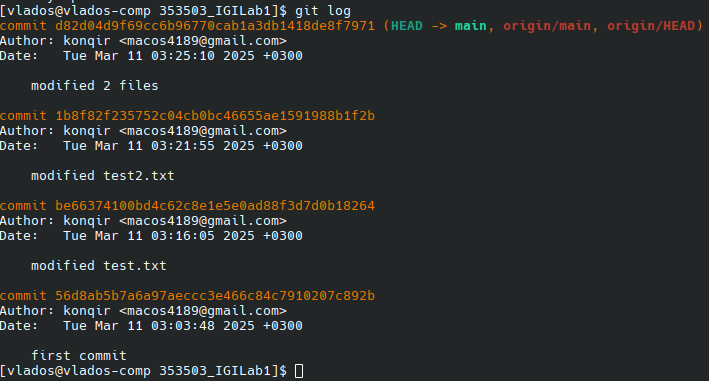 [vlados@vlados-comp 353503_IGILab1]$ git log
commit d82d04d9f69cc6b96770cab1a3db1418de8f7971 (HEAD -> main, origin/main, origin/HEAD)
Author: konqir <macos4189@gmail.com>
Date:   Tue Mar 11 03:25:10 2025 +0300
    modified 2 files
commit 1b8f82f235752c04cb0bc46655ae1591988b1f2b
Author: konqir <macos4189@gmail.com>
Date:   Tue Mar 11 03:21:55 2025 +0300
    modified test2.txt
commit be66374100bd4c62c8e1e5e0ad88f3d7d0b18264
Author: konqir <macos4189@gmail.com>
Date:   Tue Mar 11 03:16:05 2025 +0300
    modified test.txt
commit 56d8ab5b7a6a97aeccc3e466c84c7910207c892b
Author: konqir <macos4189@gmail.com>
Date:   Tue Mar 11 03:03:48 2025 +0300
    first commit
[vlados@vlados-comp 353503_IGILab1]$